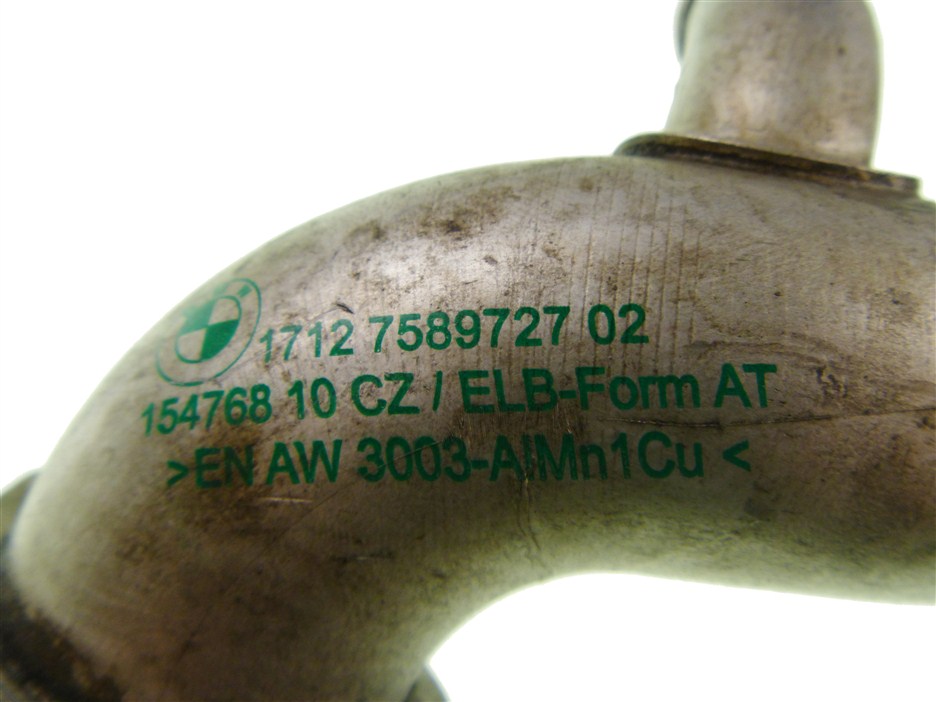 1712 7589727 02
154768 10 CZ / ELB-Form AT
>EN AW 3003-AlMn1Cu <